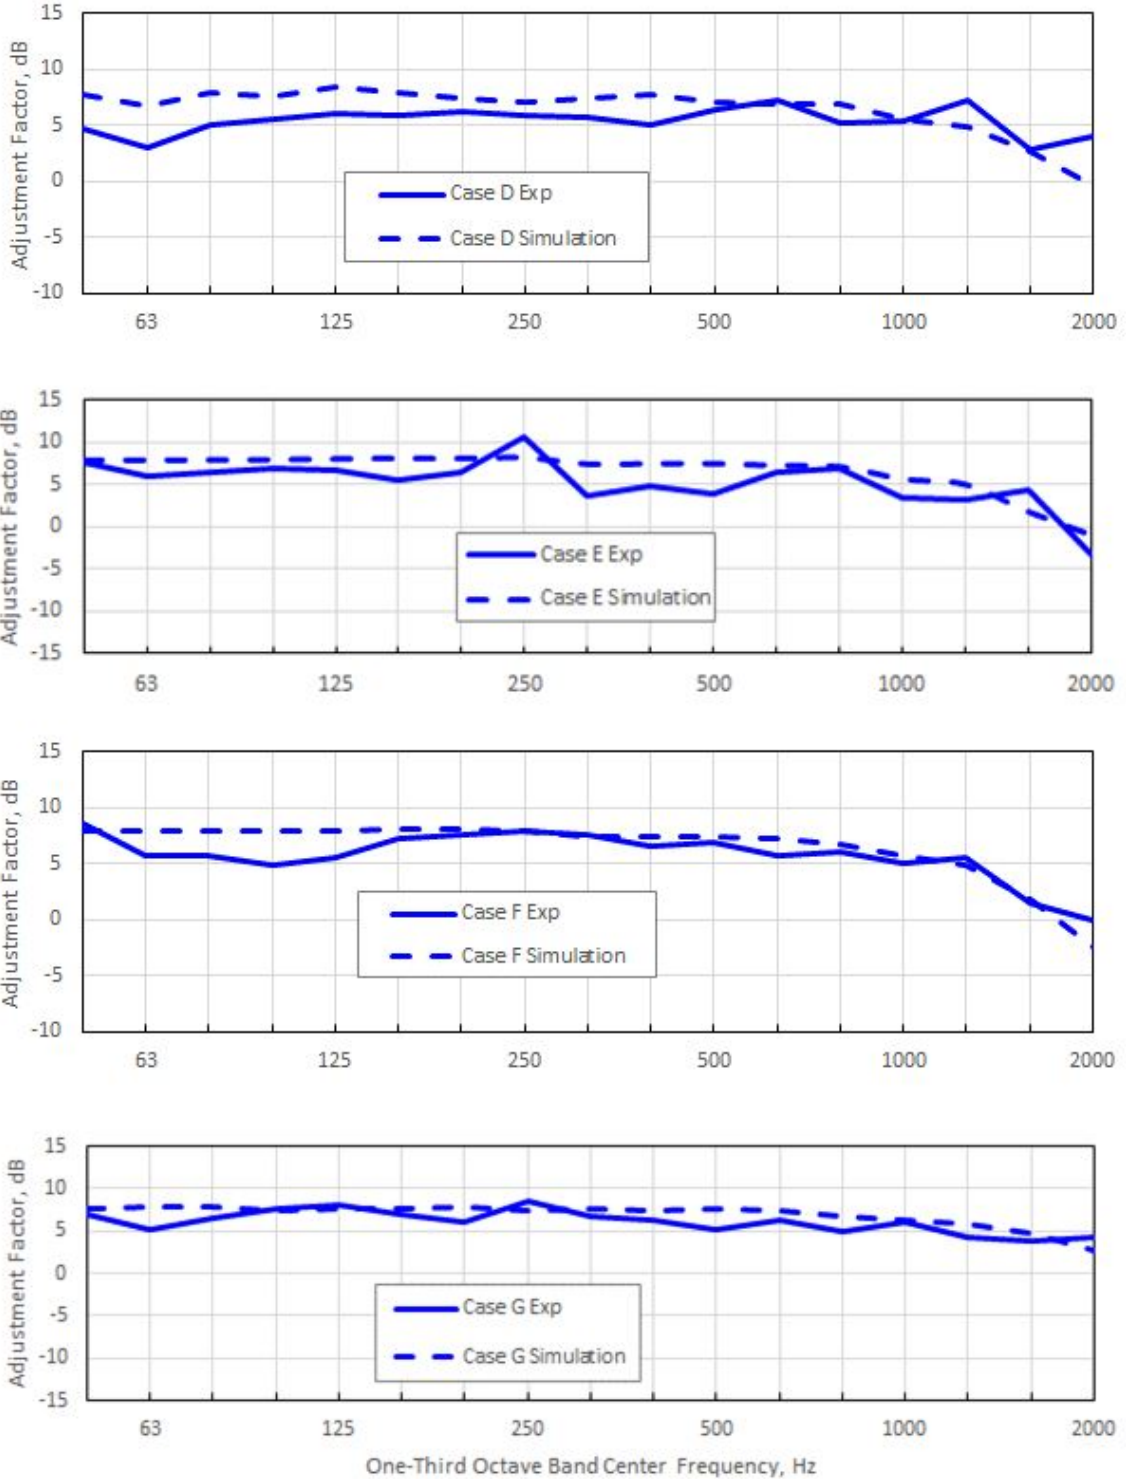 Adjustment Factor, dB
15
10
5
0
-5
-10
Case D Exp
Case D Simulation
63 125 250 500 1000 2000
Adjustment Factor, dB
15
10
5
0
-5
-10
-15
Case E Exp
Case E Simulation
63 125 250 500 1000 2000
Adjustment Factor, dB
15
10
5
0
-5
-10
Case F Exp
Case F Simulation
63 125 250 500 1000 2000
Adjustment Factor, dB
15
10
5
0
-5
-10
-15
Case G Exp
Case G Simulation
63 125 250 500 1000 2000
One-Third Octave Band Center Frequency, Hz